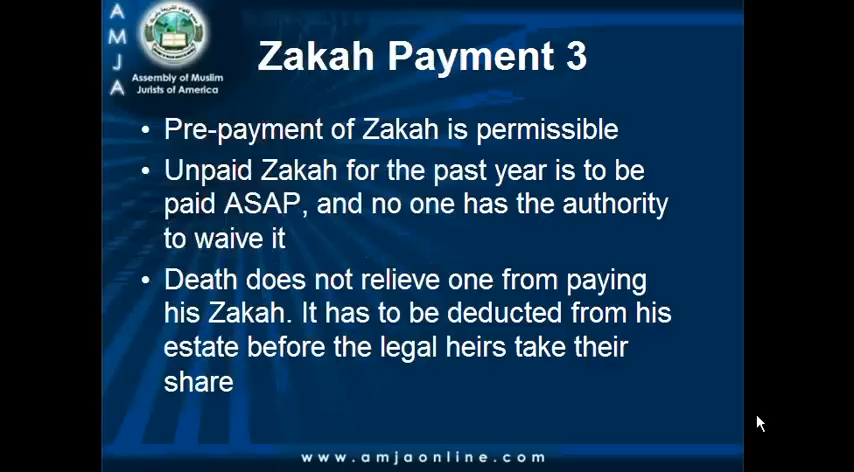 A
M
J
A
Assembly of Muslim
Jurists of America
Zakah Payment 3
• Pre-payment of Zakah is permissible
• Unpaid Zakah for the past year is to be
paid ASAP, and no one has the authority
to waive it
• Death does not relieve one from paying
his Zakah. It has to be deducted from his
estate before the legal heirs take their
share
www.amjaonline.com